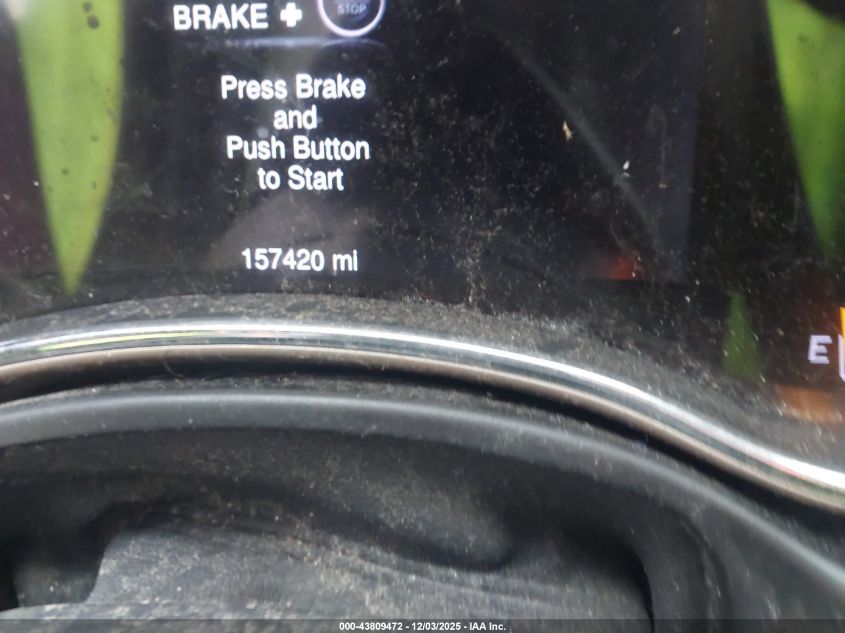 BRAKE +
STOP
Press Brake
and
Push Button
to Start
157420 mi
E
000-43809472 - 12/03/2025 - IAA Inc.